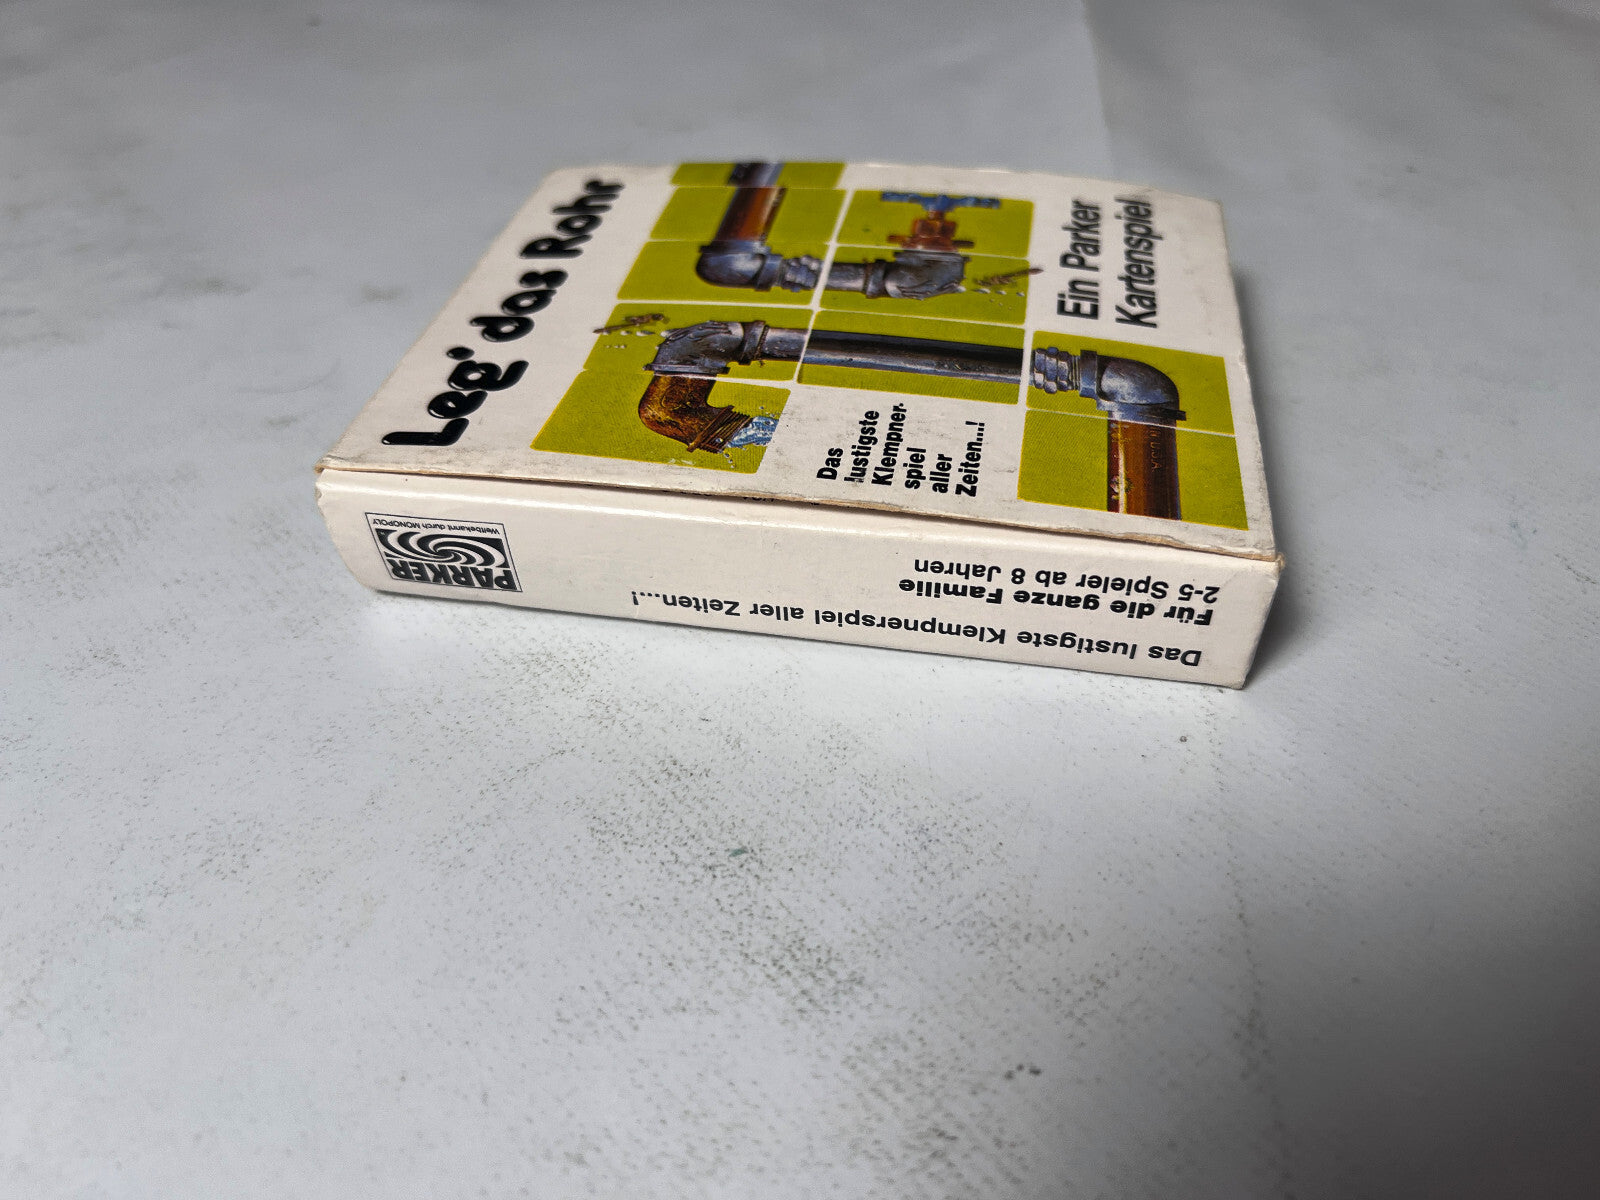 Leg' das Rohr
Ein Parker
Kartenspiel
Das
lustigste
Klempner-
spiel
aller
Zeiten...!
Das lustigste Klempnerspiel aller Zeiten....!
Für die ganze Familie
2-5 Spieler ab 8 Jahren
PARKER
Weltbekannt durch MONOPOLY